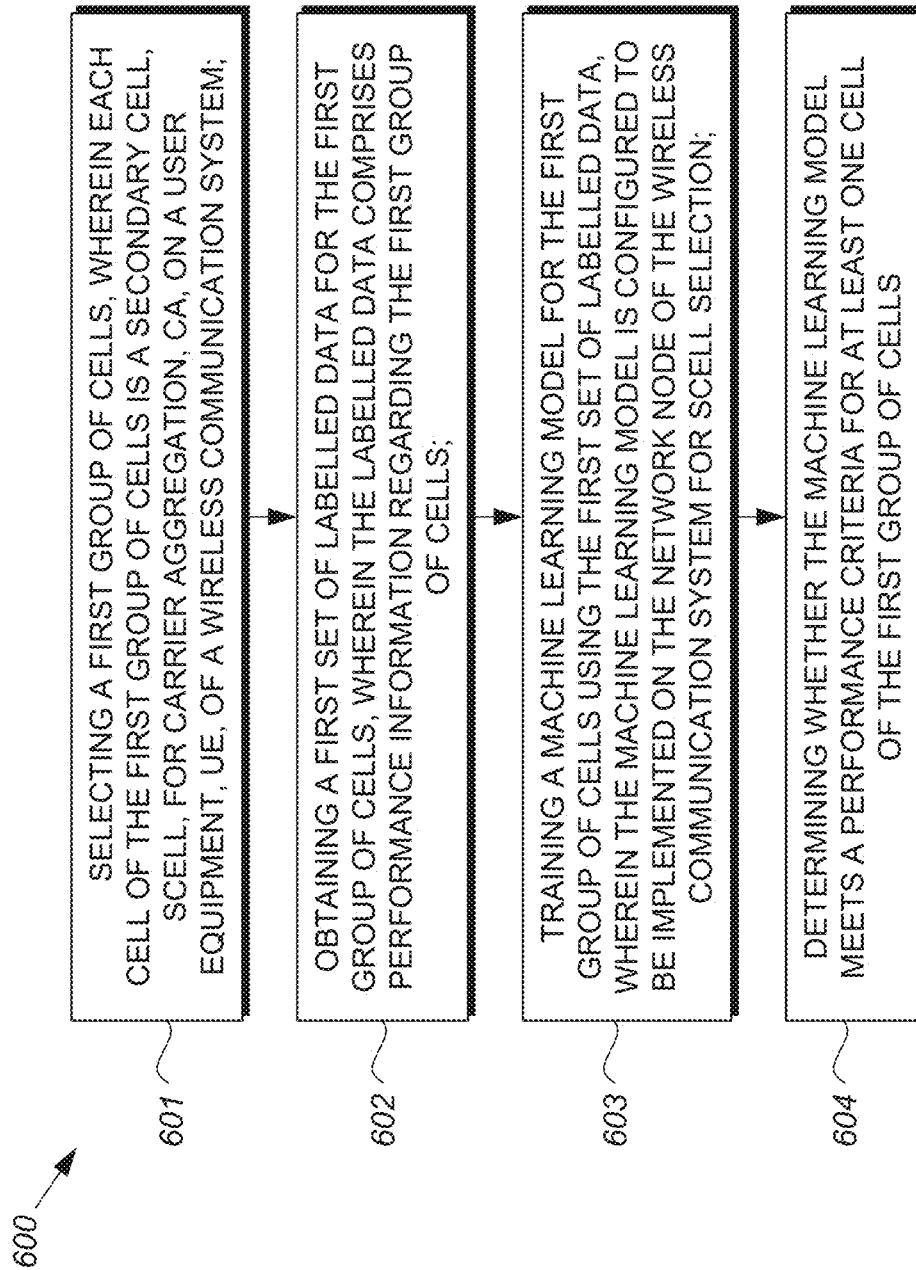 600
601
SELECTING A FIRST GROUP OF CELLS, WHEREIN EACH
CELL OF THE FIRST GROUP OF CELLS IS A SECONDARY CELL,
SCELL, FOR CARRIER AGGREGATION, CA, ON A USER
EQUIPMENT, UE, OF A WIRELESS COMMUNICATION SYSTEM;
602
OBTAINING A FIRST SET OF LABELLED DATA FOR THE FIRST
GROUP OF CELLS, WHEREIN THE LABELLED DATA COMPRISES
PERFORMANCE INFORMATION REGARDING THE FIRST GROUP
OF CELLS;
603
TRAINING A MACHINE LEARNING MODEL FOR THE FIRST
GROUP OF CELLS USING THE FIRST SET OF LABELLED DATA,
WHEREIN THE MACHINE LEARNING MODEL IS CONFIGURED TO
BE IMPLEMENTED ON THE NETWORK NODE OF THE WIRELESS
COMMUNICATION SYSTEM FOR SCELL SELECTION;
604
DETERMINING WHETHER THE MACHINE LEARNING MODEL
MEETS A PERFORMANCE CRITERIA FOR AT LEAST ONE CELL
OF THE FIRST GROUP OF CELLS